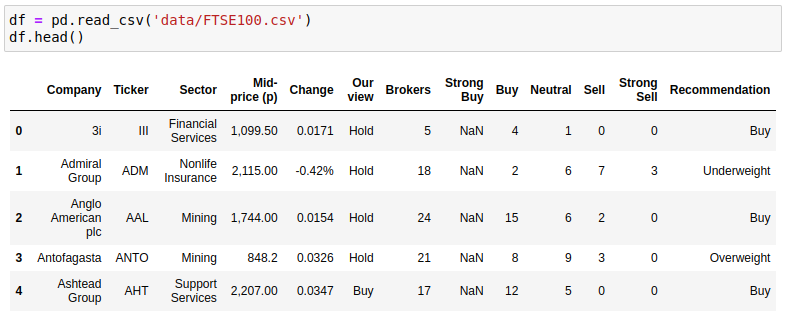 df = pd.read_csv('data/FTSE100.csv')
df.head()
Company Ticker Sector Mid-price (p) Change Our view Brokers Strong Buy Buy Neutral Sell Strong Sell Recommendation
0 3i III Financial Services 1,099.50 0.0171 Hold 5 NaN 4 1 0 0 Buy
1 Admiral Group ADM Nonlife Insurance 2,115.00 -0.42% Hold 18 NaN 2 6 7 3 Underweight
2 Anglo American plc AAL Mining 1,744.00 0.0154 Hold 24 NaN 15 6 2 0 Buy
3 Antofagasta ANTO Mining 848.2 0.0326 Hold 21 NaN 8 9 3 0 Overweight
4 Ashtead Group AHT Support Services 2,207.00 0.0347 Buy 17 NaN 12 5 0 0 Buy